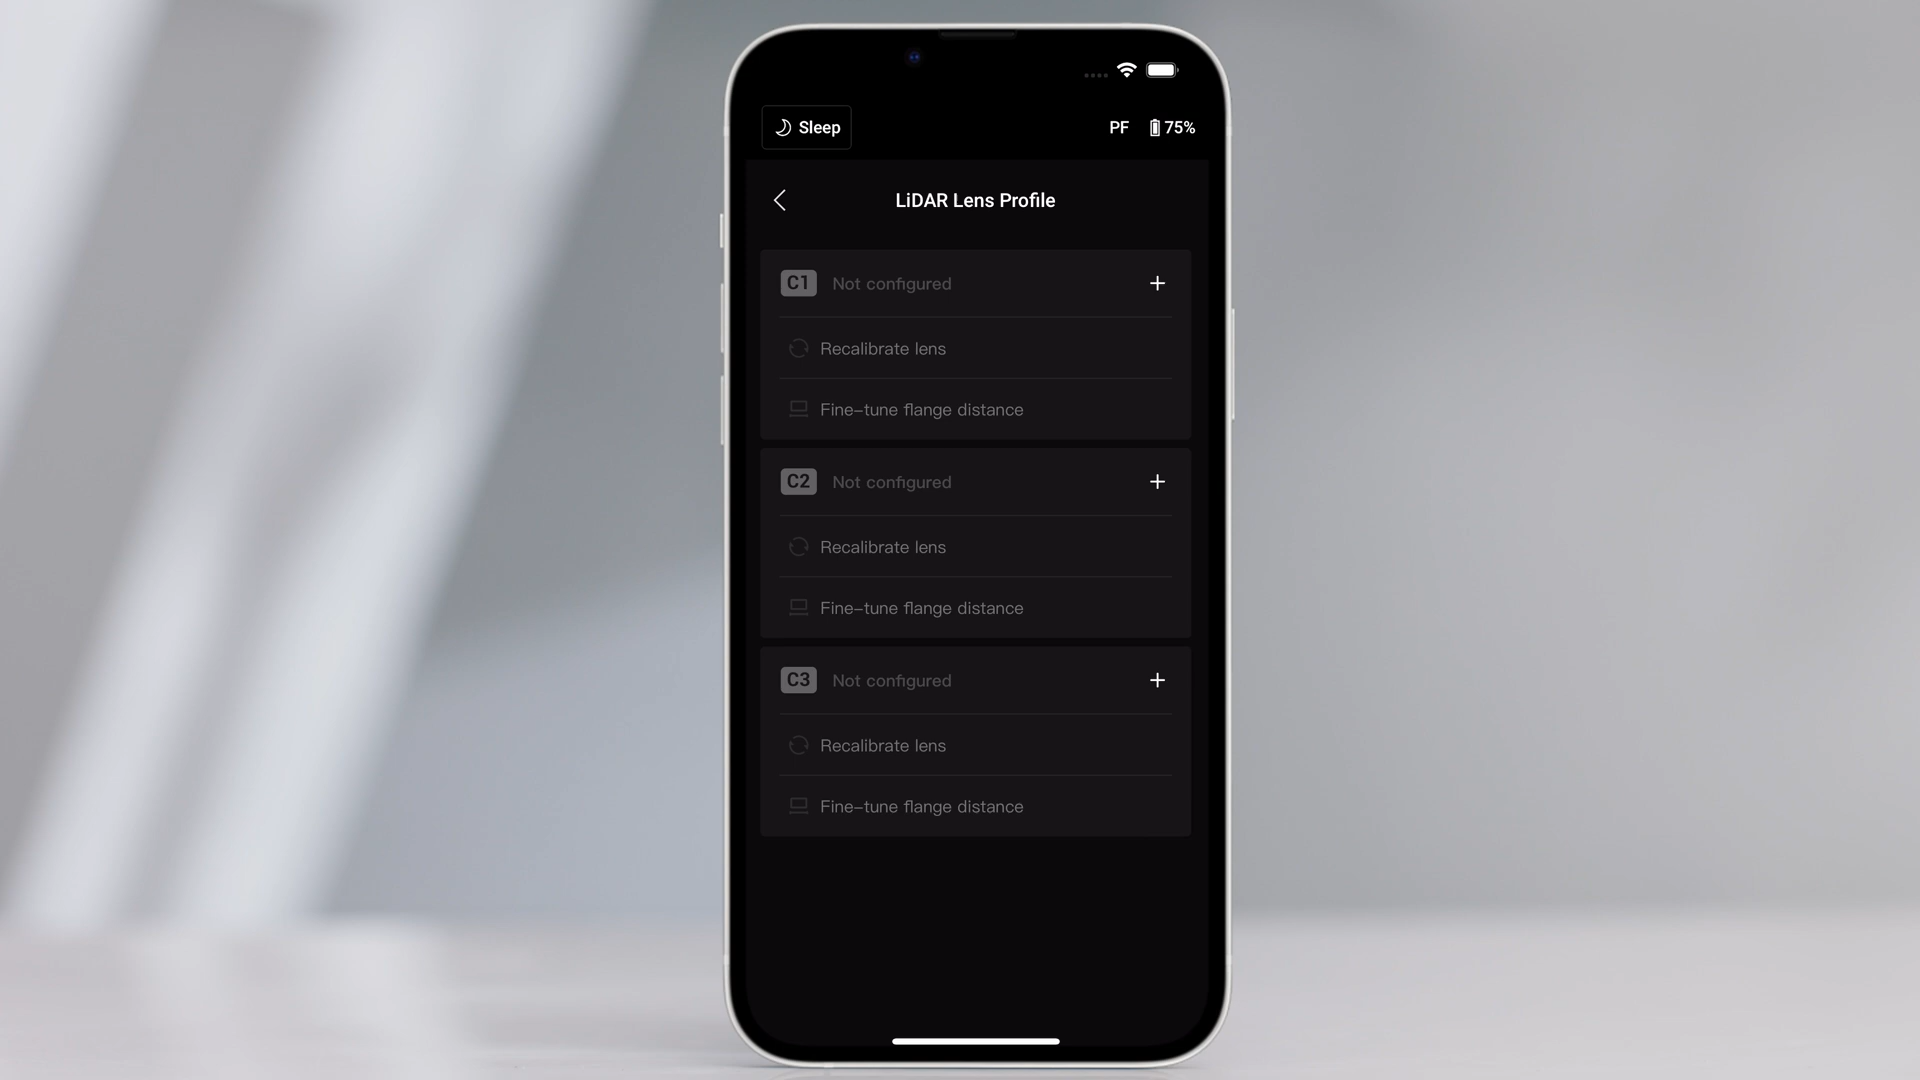 Sleep
PF 75%
LiDAR Lens Profile
C1 Not configured
Recalibrate lens
Fine-tune flange distance
C2 Not configured
Recalibrate lens
Fine-tune flange distance
C3 Not configured
Recalibrate lens
Fine-tune flange distance